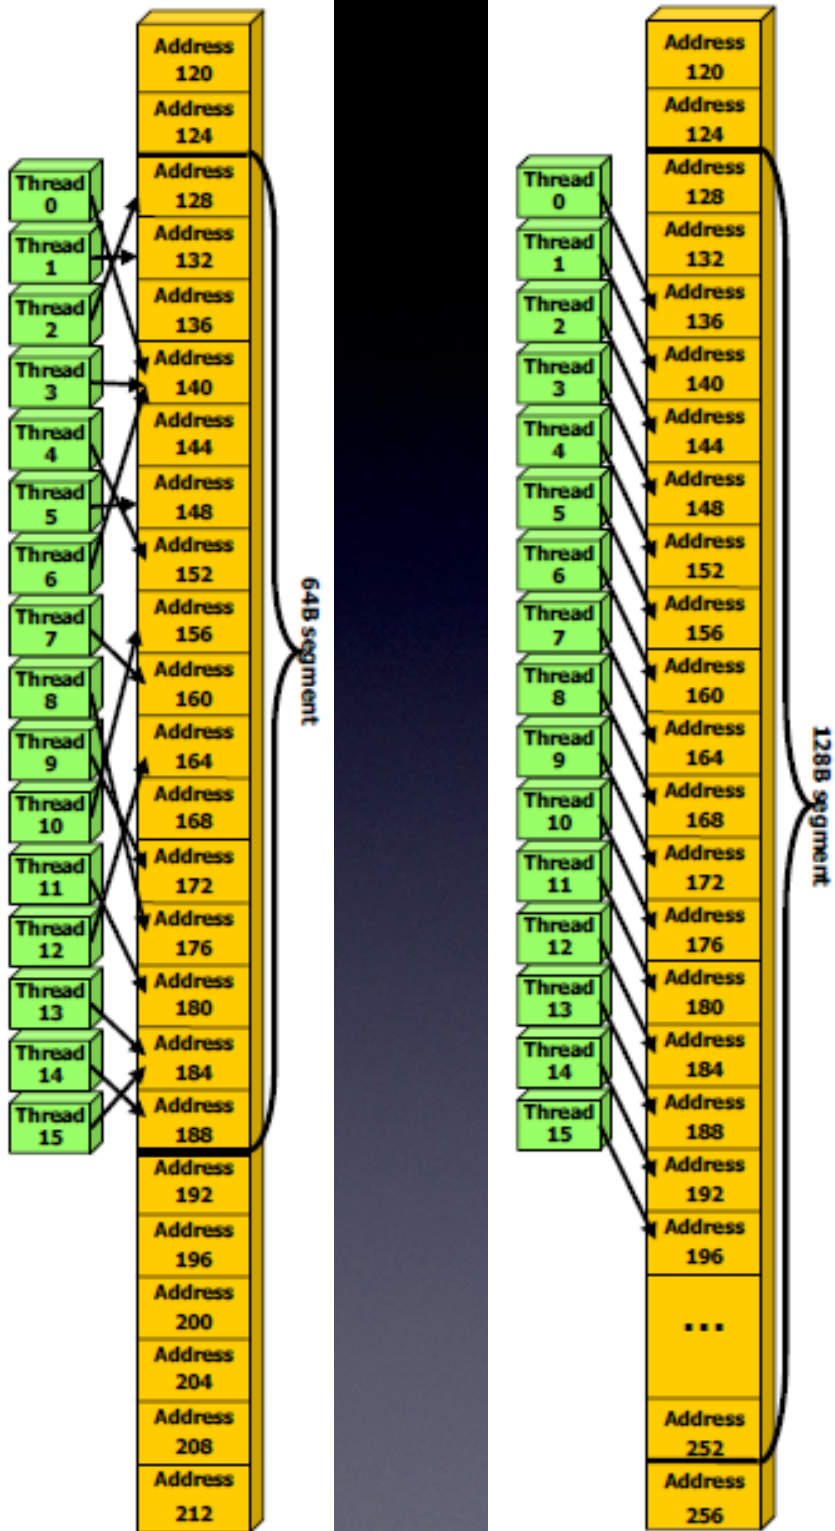 Address
120
Address
124
Address
128
Address
132
Address
136
Address
140
Address
144
Address
148
Address
152
Address
156
Address
160
Address
164
Address
168
Address
172
Address
176
Address
180
Address
184
Address
188
Address
192
Address
196
Address
200
Address
204
Address
208
Address
212
Thread
0
Thread
1
Thread
2
Thread
3
Thread
4
Thread
5
Thread
6
Thread
7
Thread
8
Thread
9
Thread
10
Thread
11
Thread
12
Thread
13
Thread
14
Thread
15
64B segment
Address
120
Address
124
Address
128
Address
132
Address
136
Address
140
Address
144
Address
148
Address
152
Address
156
Address
160
Address
164
Address
168
Address
172
Address
176
Address
180
Address
184
Address
188
Address
192
Address
196
...
Address
252
Address
256
Thread
0
Thread
1
Thread
2
Thread
3
Thread
4
Thread
5
Thread
6
Thread
7
Thread
8
Thread
9
Thread
10
Thread
11
Thread
12
Thread
13
Thread
14
Thread
15
128B segment